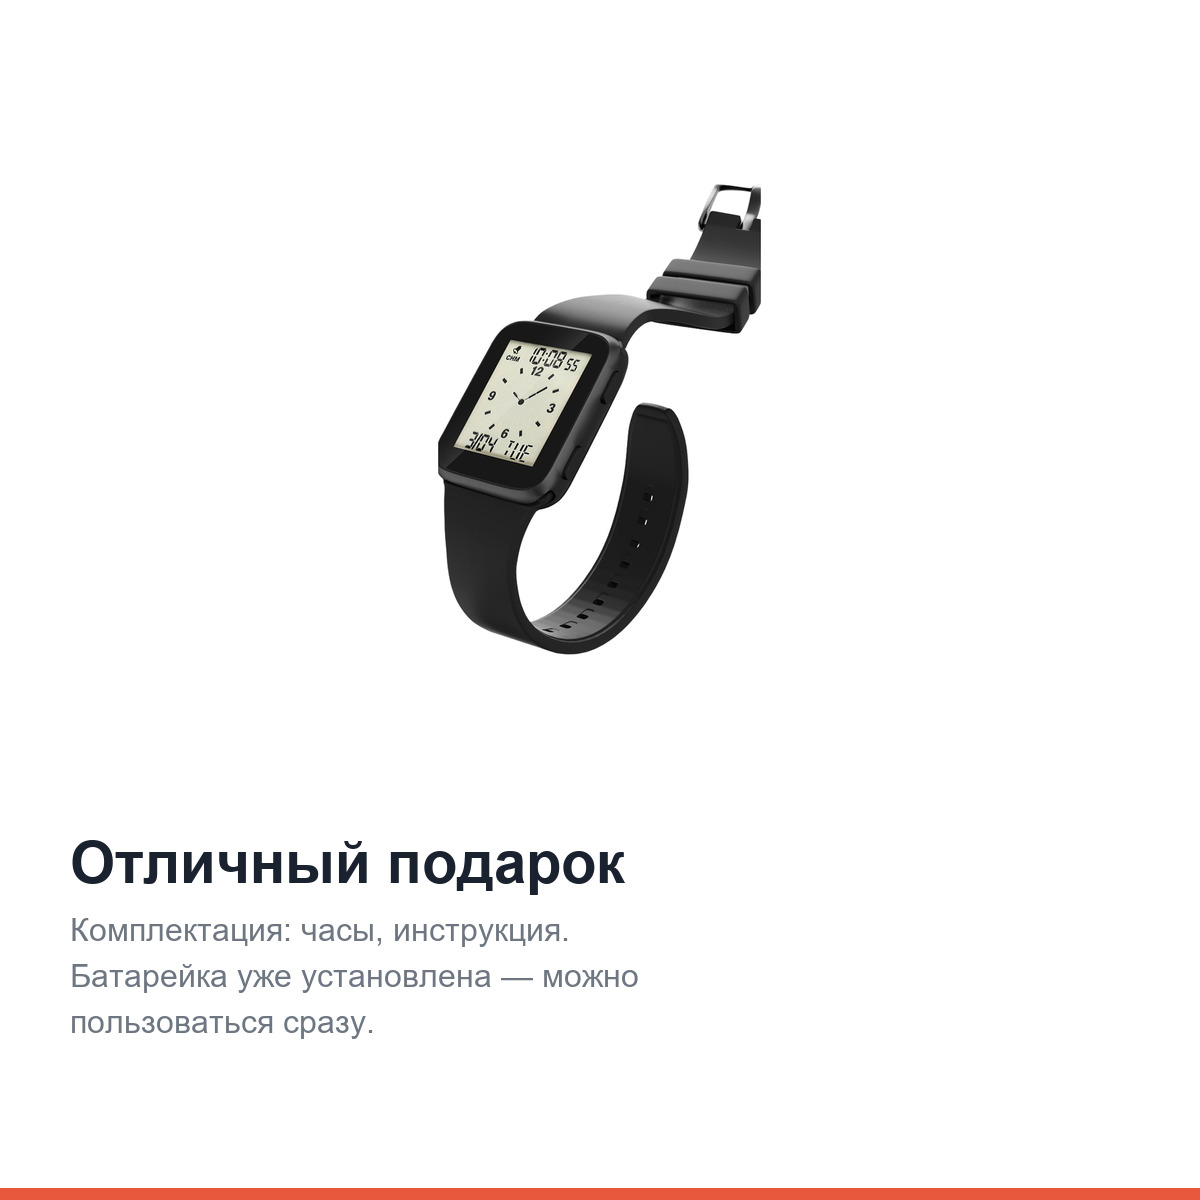 CHM
10:08 55
12
9
3
6
3/04 TUE
Отличный подарок
Комплектация: часы, инструкция.
Батарейка уже установлена — можно
пользоваться сразу.